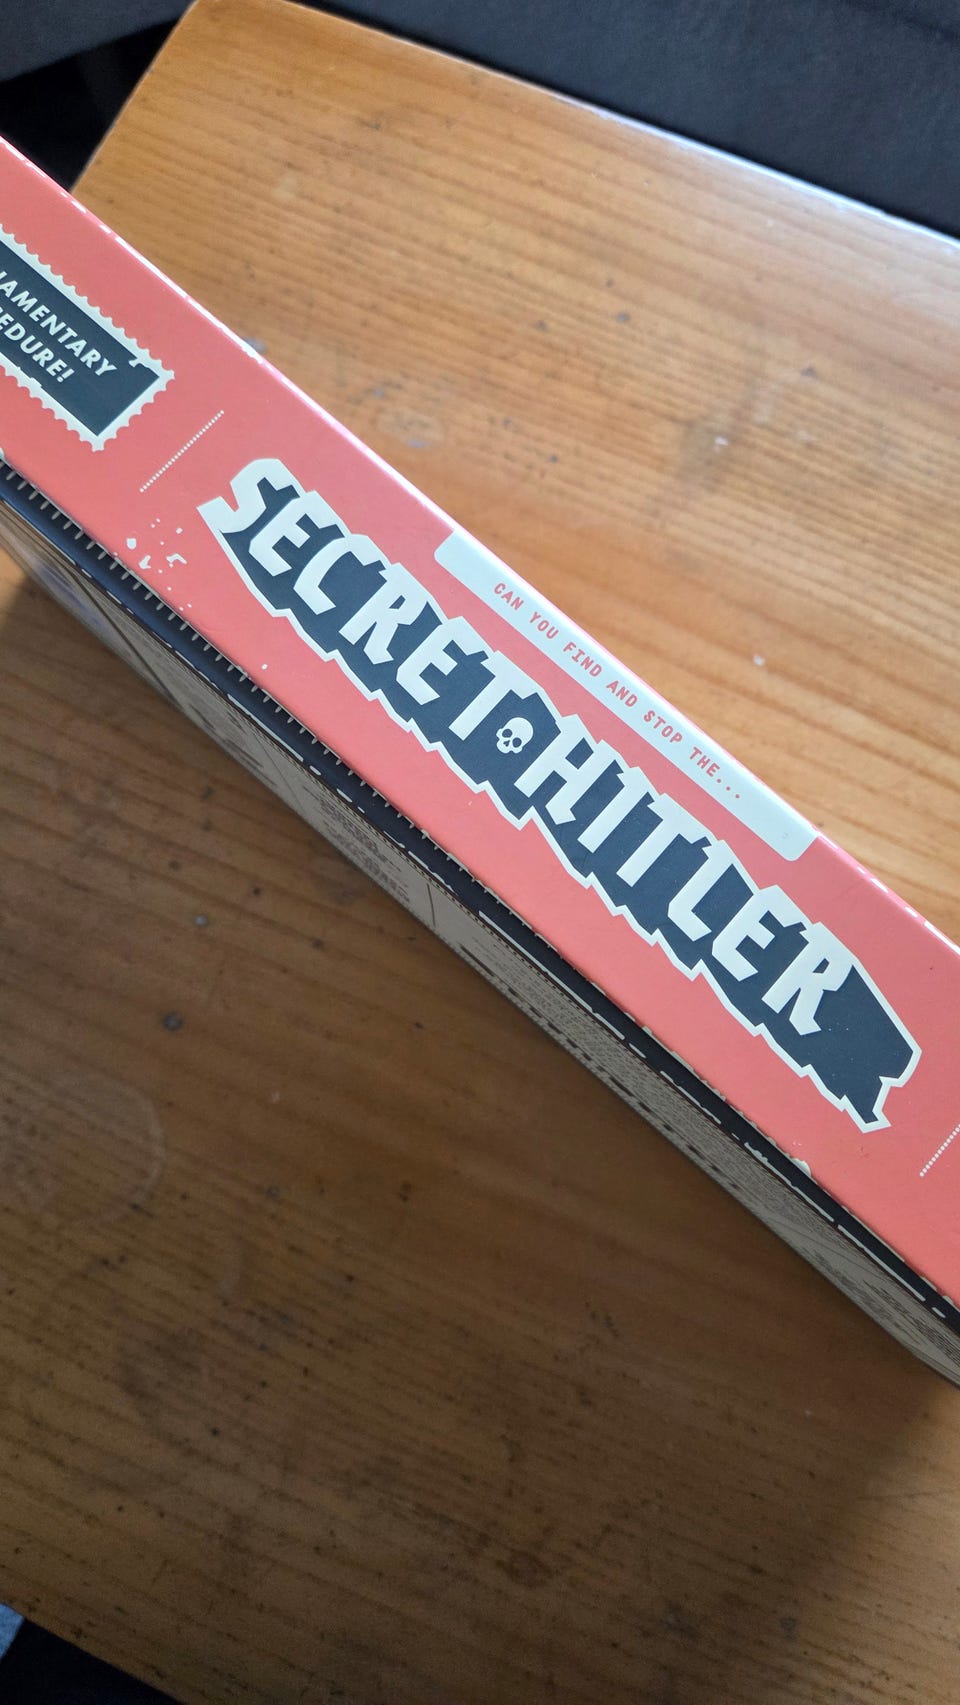 AMENTARY
EDURE!
CAN YOU FIND AND STOP THE...
SECRET HITLER